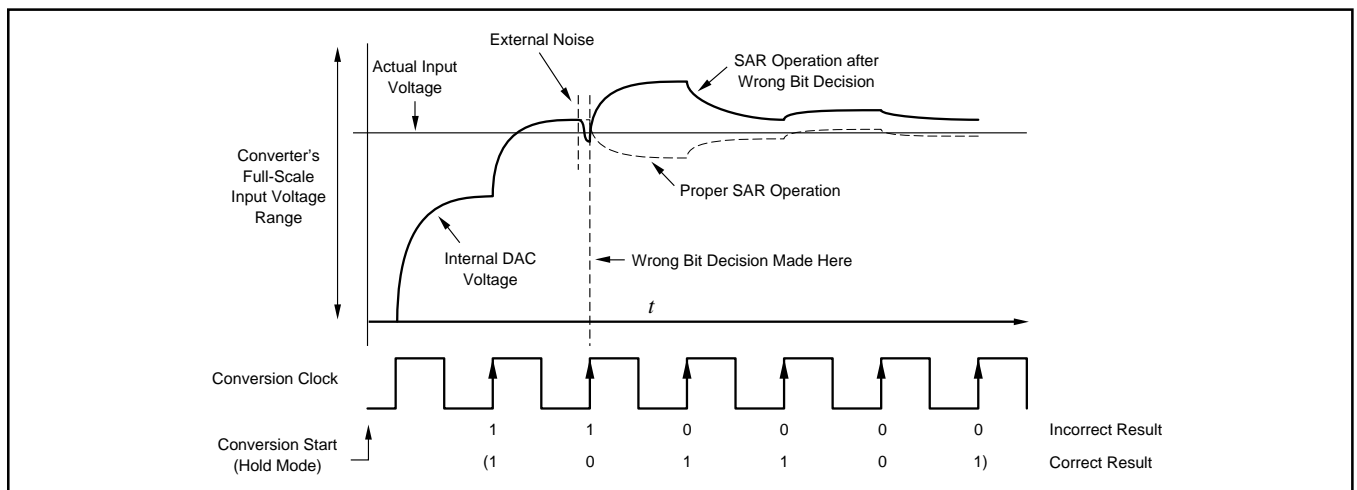 External Noise
SAR Operation after
Wrong Bit Decision
Actual Input
Voltage
Converter's
Full-Scale
Input Voltage
Range
Proper SAR Operation
Internal DAC
Voltage
Wrong Bit Decision Made Here
t
Conversion Clock
1 1 0 0 0 0 Incorrect Result
Conversion Start
(Hold Mode)
(1 0 1 1 0 1) Correct Result